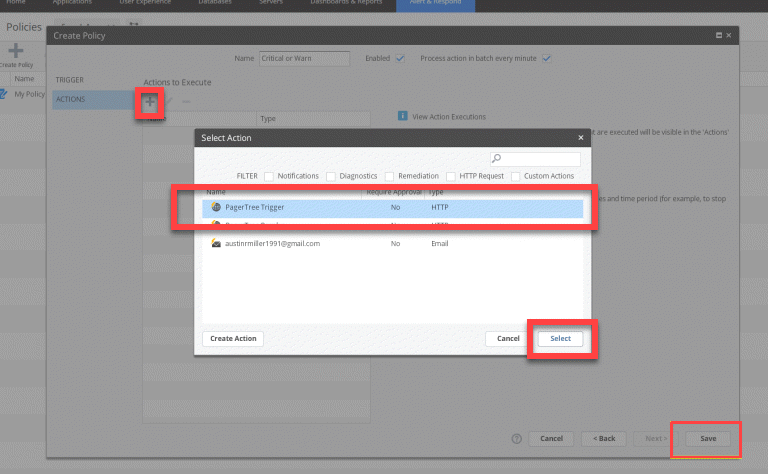 Home Applications User Experience Databases Servers Dashboards & Reports Alert & Respond
Policies
Create Policy
Name
My Policy
Create Policy
Name Critical or Warn Enabled Process action in batch every minute
TRIGGER
ACTIONS
Actions to Execute
Name Type
View Action Executions
are executed will be visible in the 'Actions'
es and time period (for example, to stop
Select Action
FILTER Notifications Diagnostics Remediation HTTP Request Custom Actions
Name Require Approval Type
PagerTree Trigger No HTTP
austinrmiller1991@gmail.com No Email
Create Action Cancel Select
Cancel < Back Next > Save